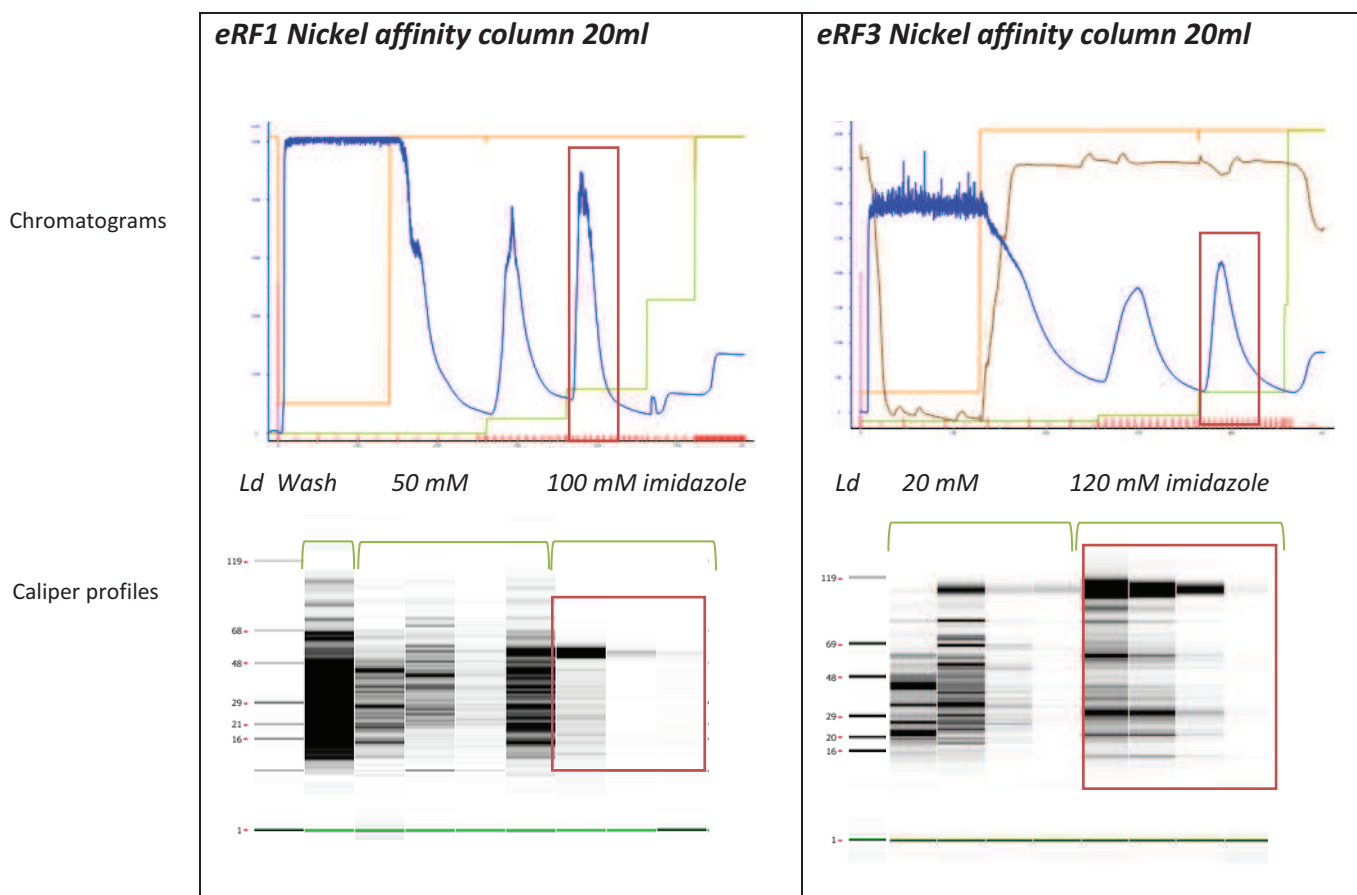 eRF1 Nickel affinity column 20ml
eRF3 Nickel affinity column 20ml
Chromatograms
Ld Wash 50 mM 100 mM imidazole
Ld 20 mM 120 mM imidazole
Caliper profiles
119
68
48
29
21
16
1
119
69
48
29
20
16
1